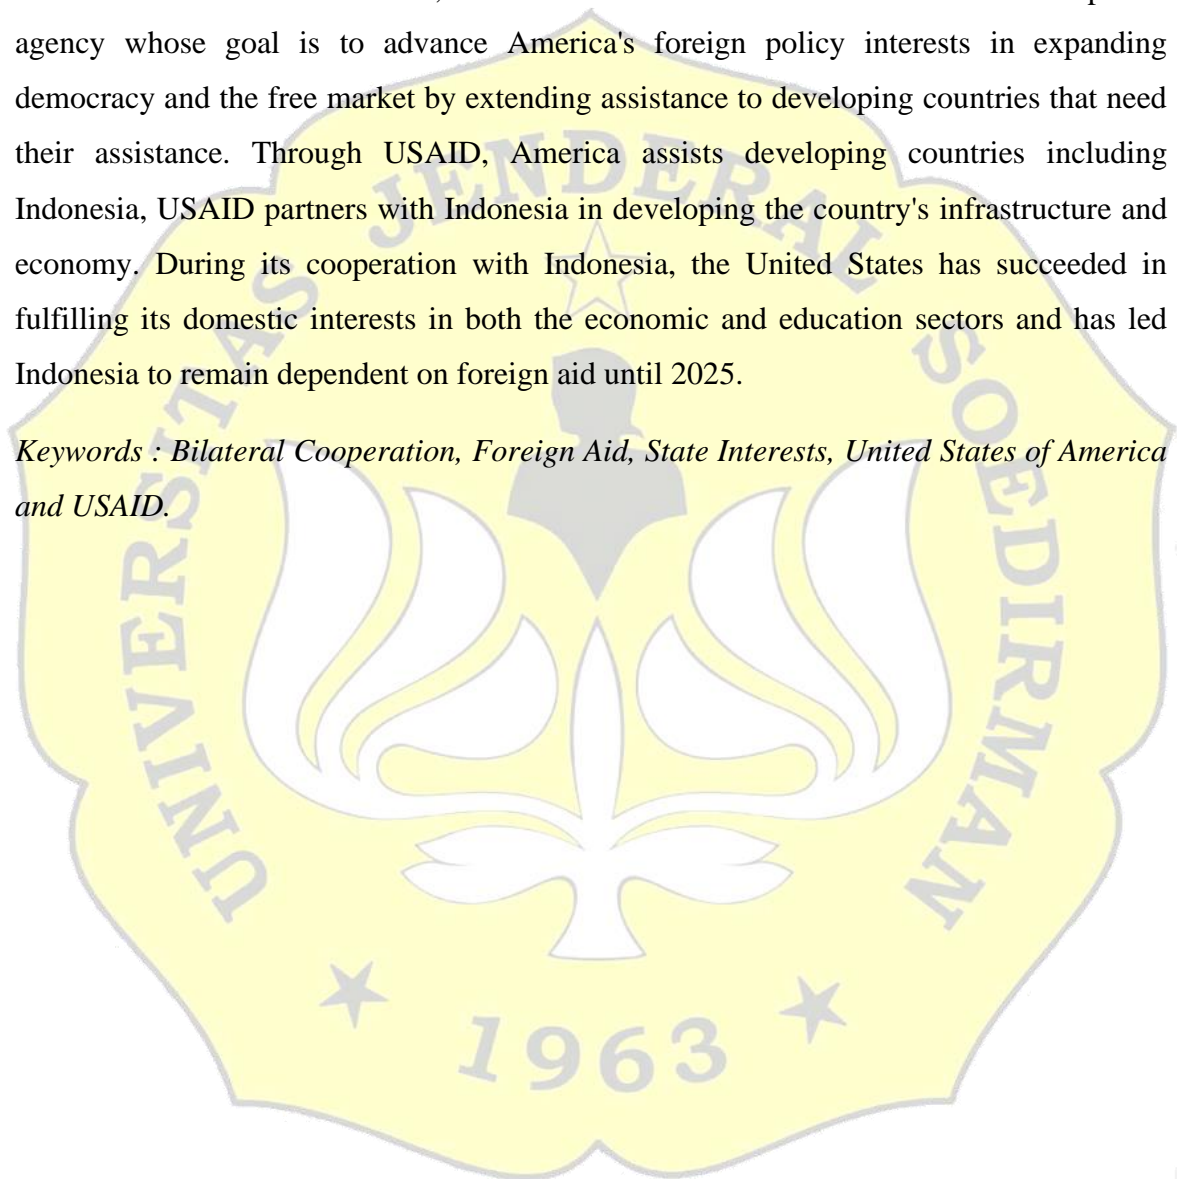 agency whose goal is to advance America's foreign policy interests in expanding
democracy and the free market by extending assistance to developing countries that need
their assistance. Through USAID, America assists developing countries including
Indonesia, USAID partners with Indonesia in developing the country's infrastructure and
economy. During its cooperation with Indonesia, the United States has succeeded in
fulfilling its domestic interests in both the economic and education sectors and has led
Indonesia to remain dependent on foreign aid until 2025.
Keywords : Bilateral Cooperation, Foreign Aid, State Interests, United States of America
and USAID.
UNIVERSITAS JENDERAL SOEDIRMAN
1963